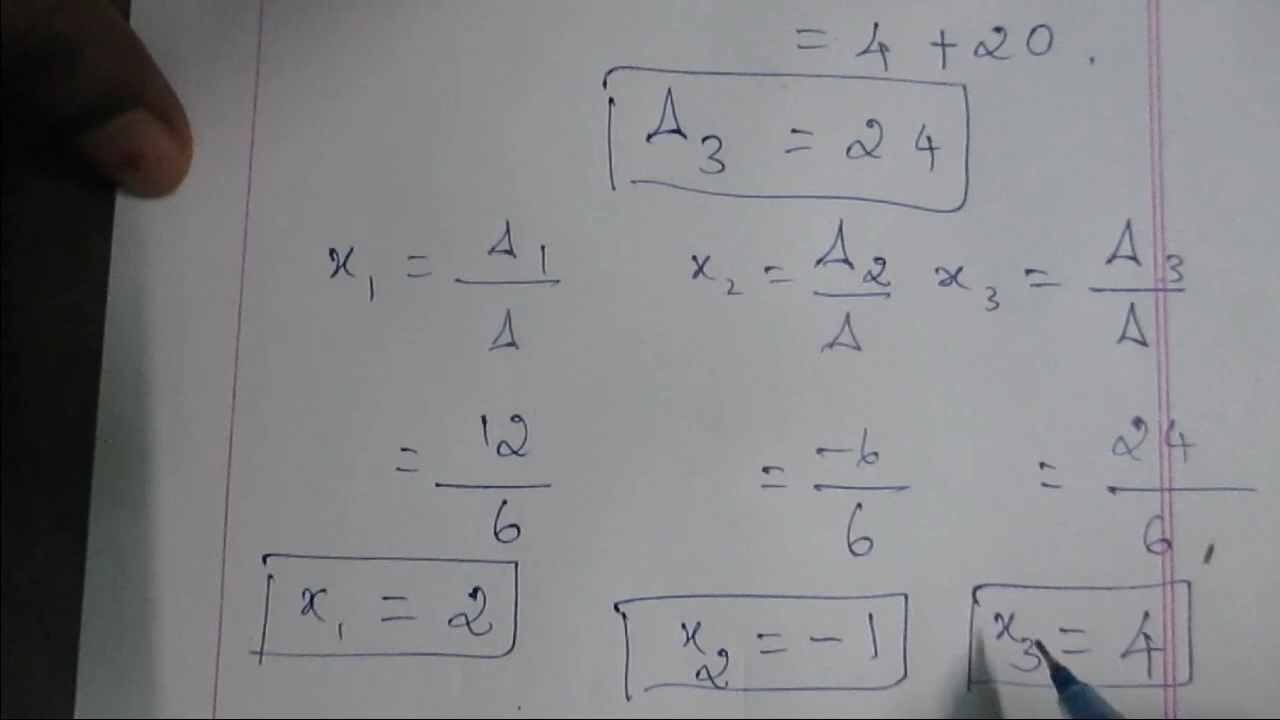 = 4 + 20.
Δ₃ = 24
x₁ = Δ₁/Δ x₂ = Δ₂/Δ x₃ = Δ₃/Δ
= 12/6 = -6/6 = 24/6
x₁ = 2 x₂ = -1 x₃ = 4